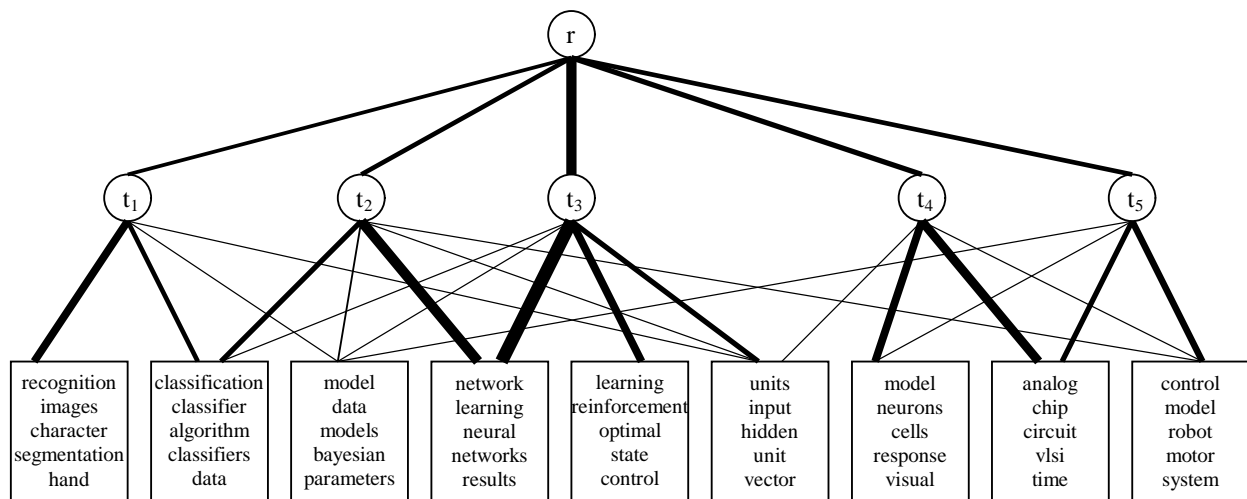 r
t1
t2
t3
t4
t5
recognition
images
character
segmentation
hand
classification
classifier
algorithm
classifiers
data
model
data
models
bayesian
parameters
network
learning
neural
networks
results
learning
reinforcement
optimal
state
control
units
input
hidden
unit
vector
model
neurons
cells
response
visual
analog
chip
circuit
vlsi
time
control
model
robot
motor
system